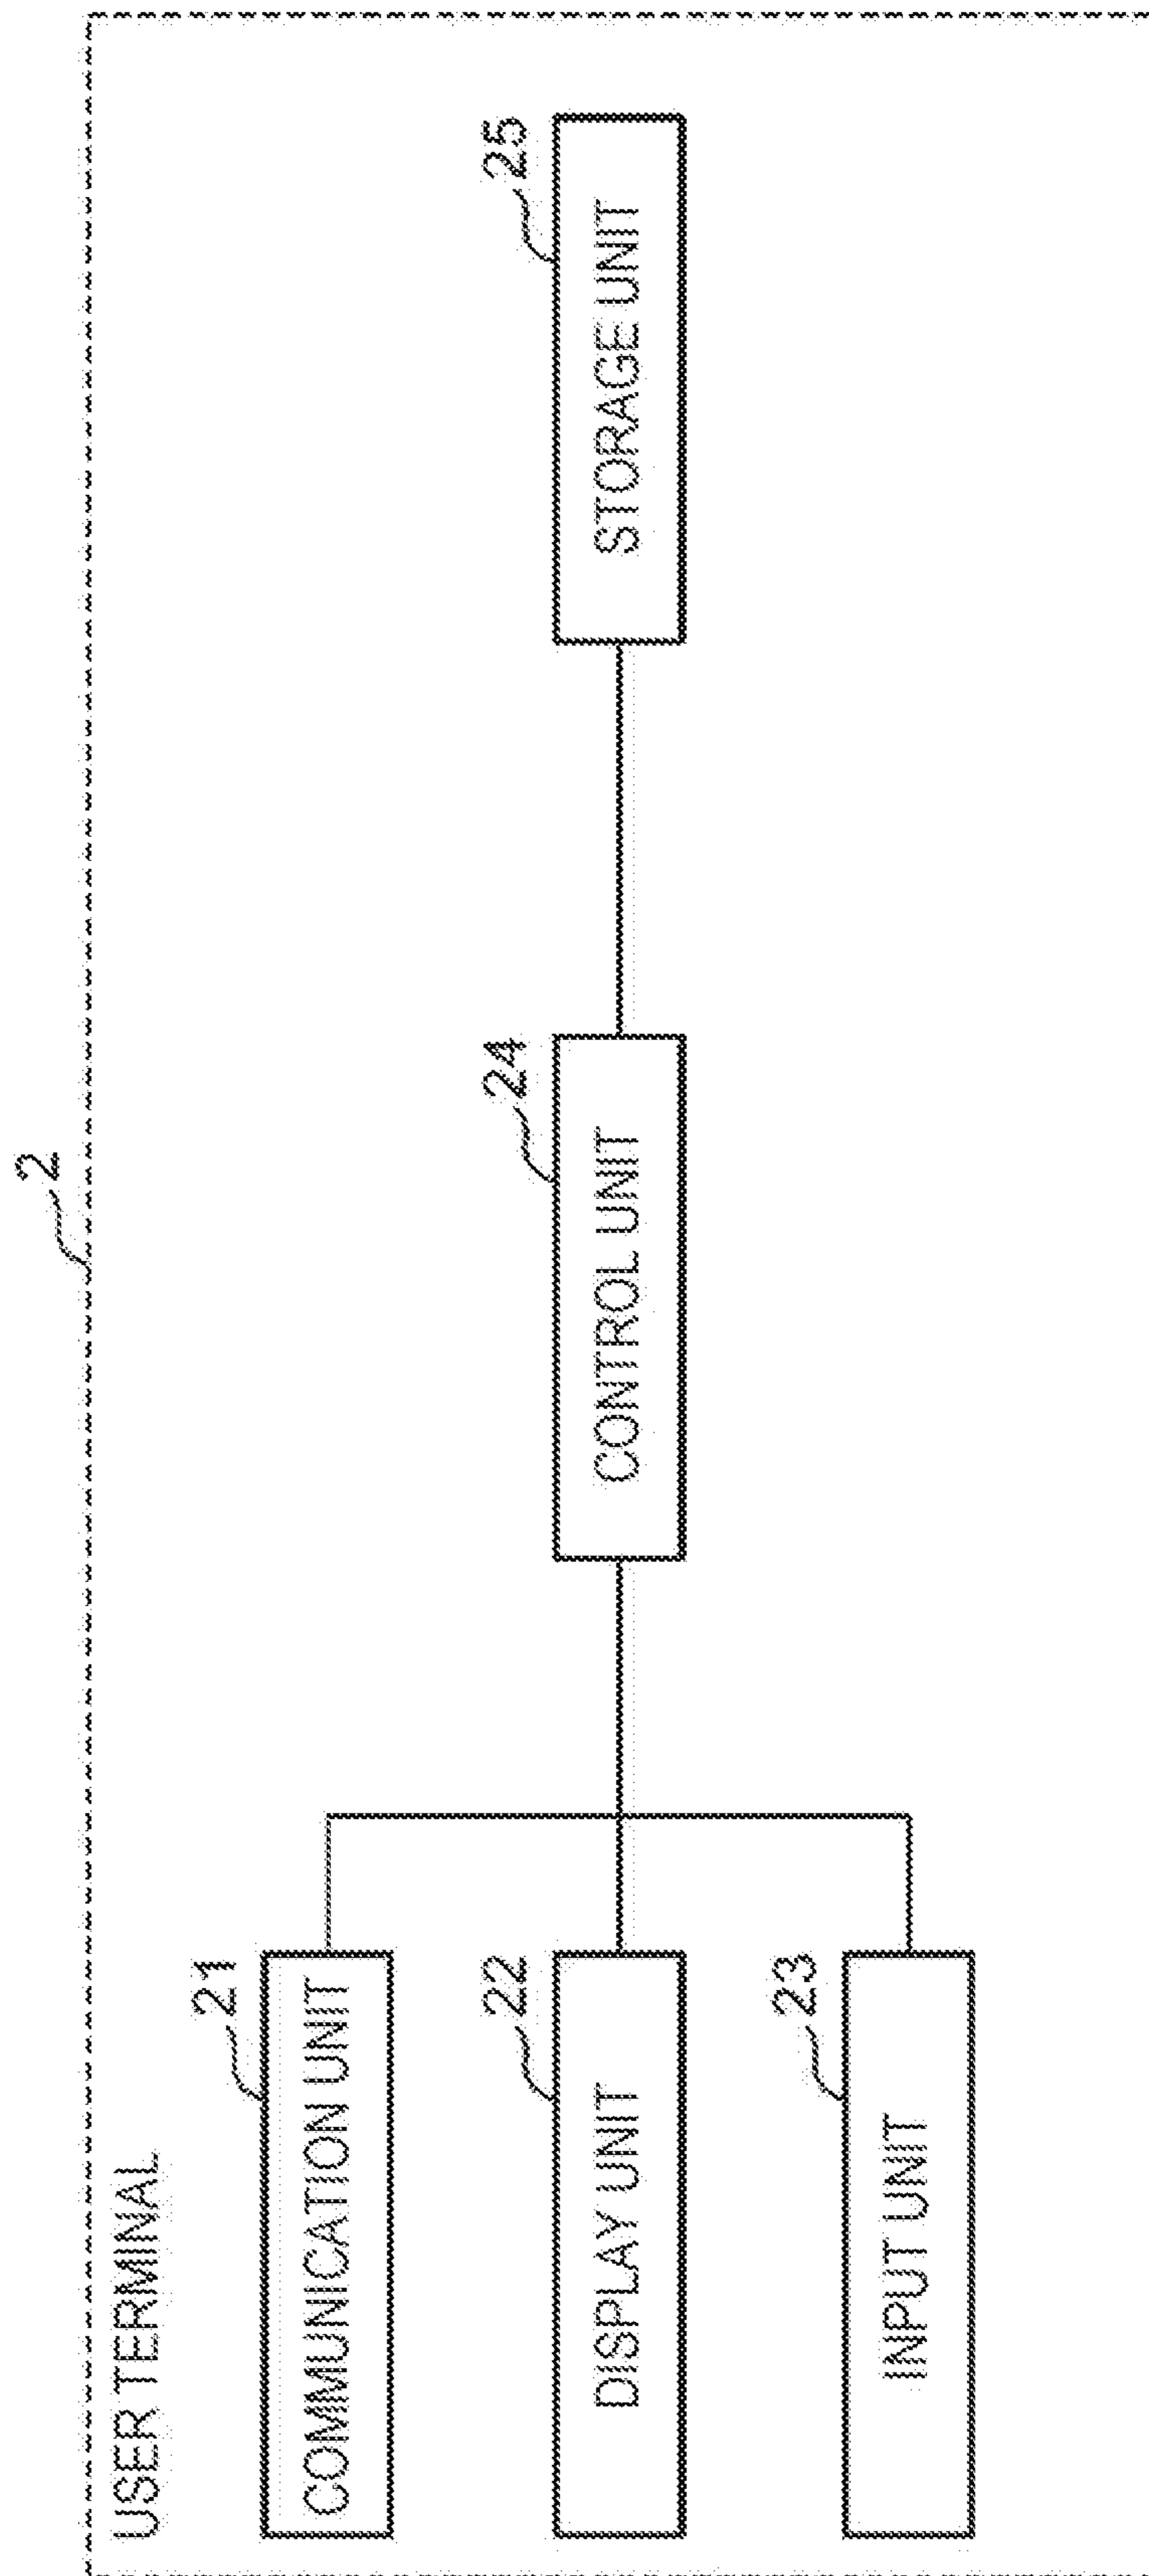 2
USER TERMINAL
21
COMMUNICATION UNIT
22
DISPLAY UNIT
23
INPUT UNIT
24
CONTROL UNIT
25
STORAGE UNIT